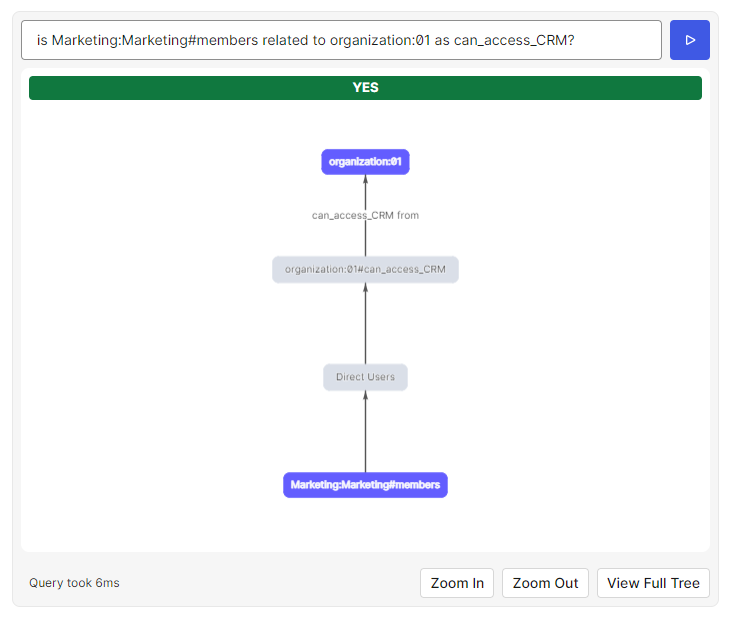 is Marketing:Marketing#members related to organization:01 as can_access_CRM?
YES
organization:01
can_access_CRM from
organization:01#can_access_CRM
Direct Users
Marketing:Marketing#members
Query took 6ms
Zoom In
Zoom Out
View Full Tree